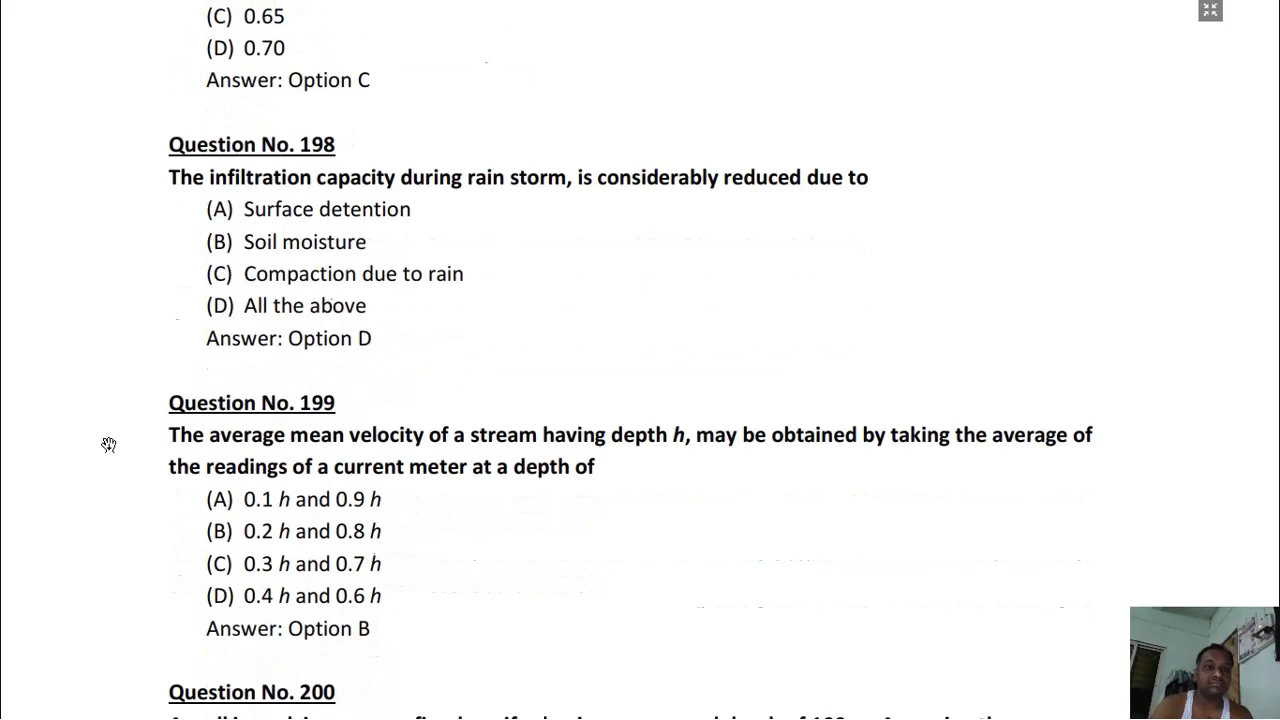 (C) 0.65
(D) 0.70
Answer: Option C
Question No. 198
The infiltration capacity during rain storm, is considerably reduced due to
(A) Surface detention
(B) Soil moisture
(C) Compaction due to rain
(D) All the above
Answer: Option D
Question No. 199
The average mean velocity of a stream having depth h, may be obtained by taking the average of
the readings of a current meter at a depth of
(A) 0.1 h and 0.9 h
(B) 0.2 h and 0.8 h
(C) 0.3 h and 0.7 h
(D) 0.4 h and 0.6 h
Answer: Option B
Question No. 200